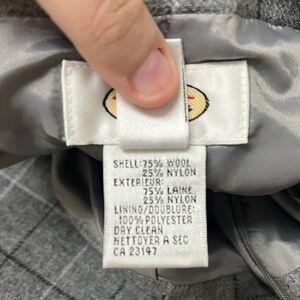 SHELL: 75% WOOL
25% NYLON
EXTERIEUR:
75% LAINE
25% NYLON
LINING/DOUBLURE:
100% POLYESTER
DRY CLEAN
NETTOYER A SEC
CA 23147